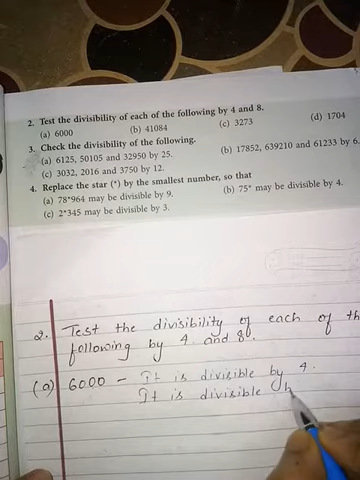 2. Test the divisibility of each of the following by 4 and 8.
(a) 6000 (b) 41084 (c) 3273 (d) 1704
3. Check the divisibility of the following.
(a) 6125, 50105 and 32950 by 25. (b) 17852, 639210 and 61233 by 6.
(c) 3032, 2016 and 3750 by 12.
4. Replace the star (*) by the smallest number, so that
(a) 78*964 may be divisible by 9. (b) 75* may be divisible by 4.
(c) 2*345 may be divisible by 3.
2. Test the divisibility of each of th
following by 4 and 8.
(a) 6000 - It is divisible by 4.
It is divisible b